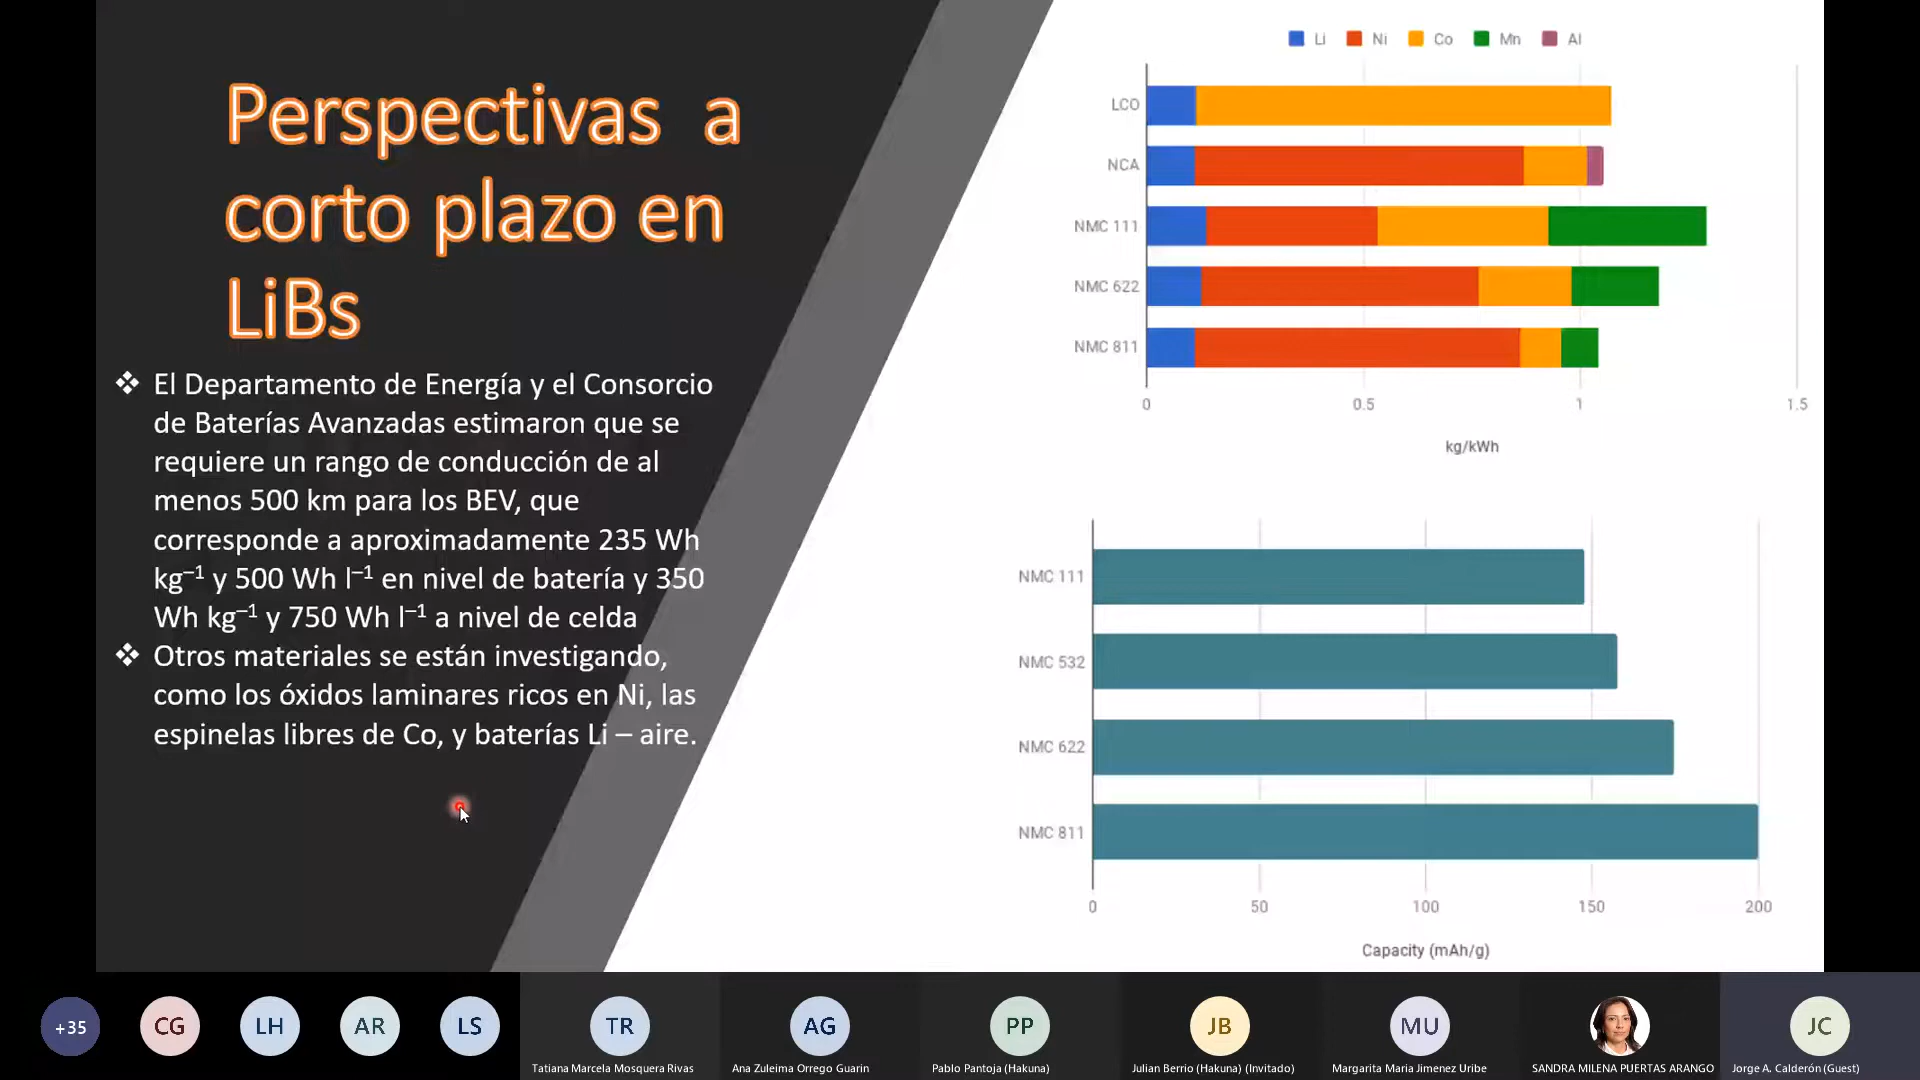 Perspectivas a
corto plazo en
LiBs
❖ El Departamento de Energía y el Consorcio
de Baterías Avanzadas estimaron que se
requiere un rango de conducción de al
menos 500 km para los BEV, que
corresponde a aproximadamente 235 Wh
kg⁻¹ y 500 Wh l⁻¹ en nivel de batería y 350
Wh kg⁻¹ y 750 Wh l⁻¹ a nivel de celda
❖ Otros materiales se están investigando,
como los óxidos laminares ricos en Ni, las
espinelas libres de Co, y baterías Li – aire.
Li Ni Co Mn Al
LCO
NCA
NMC 111
NMC 622
NMC 811
0 0.5 1 1.5
kg/kWh
NMC 111
NMC 532
NMC 622
NMC 811
0 50 100 150 200
Capacity (mAh/g)
+35 CG LH AR LS TR AG PP JB MU JC
Tatiana Marcela Mosquera Rivas
Ana Zuleima Orrego Guarin
Pablo Pantoja (Hakuna)
Julian Berrio (Hakuna) (Invitado)
Margarita Maria Jimenez Uribe
SANDRA MILENA PUERTAS ARANGO
Jorge A. Calderón (Guest)